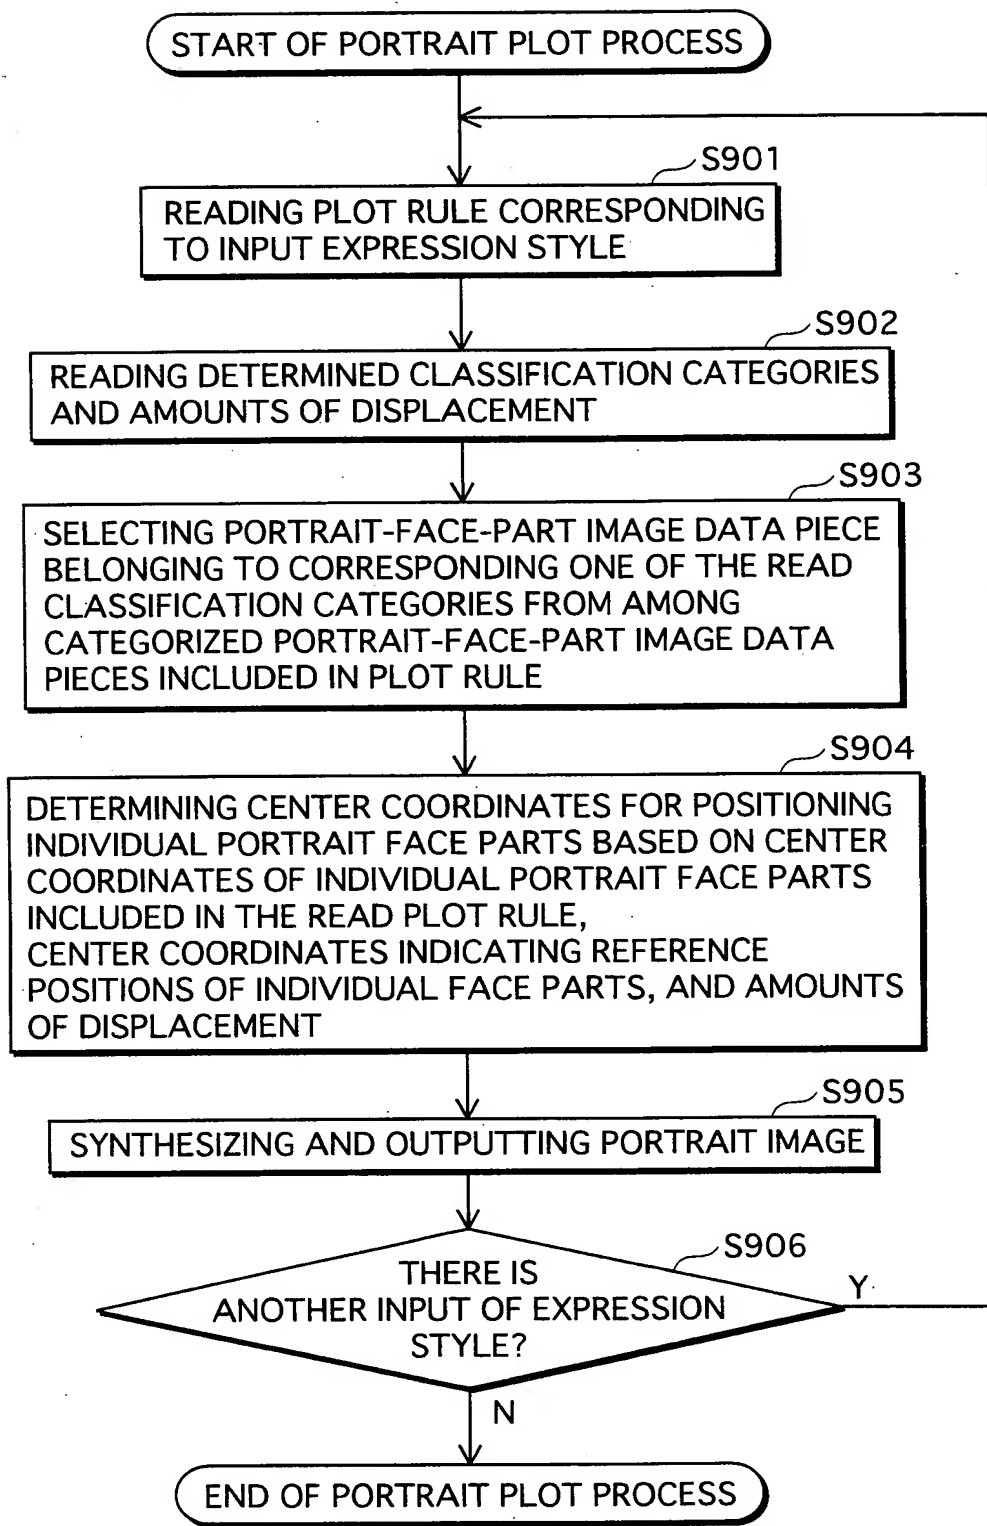 START OF PORTRAIT PLOT PROCESS
S901
READING PLOT RULE CORRESPONDING
TO INPUT EXPRESSION STYLE
S902
READING DETERMINED CLASSIFICATION CATEGORIES
AND AMOUNTS OF DISPLACEMENT
S903
SELECTING PORTRAIT-FACE-PART IMAGE DATA PIECE
BELONGING TO CORRESPONDING ONE OF THE READ
CLASSIFICATION CATEGORIES FROM AMONG
CATEGORIZED PORTRAIT-FACE-PART IMAGE DATA
PIECES INCLUDED IN PLOT RULE
S904
DETERMINING CENTER COORDINATES FOR POSITIONING
INDIVIDUAL PORTRAIT FACE PARTS BASED ON CENTER
COORDINATES OF INDIVIDUAL PORTRAIT FACE PARTS
INCLUDED IN THE READ PLOT RULE,
CENTER COORDINATES INDICATING REFERENCE
POSITIONS OF INDIVIDUAL FACE PARTS, AND AMOUNTS
OF DISPLACEMENT
S905
SYNTHESIZING AND OUTPUTTING PORTRAIT IMAGE
S906
THERE IS
ANOTHER INPUT OF EXPRESSION
STYLE?
Y
N
END OF PORTRAIT PLOT PROCESS